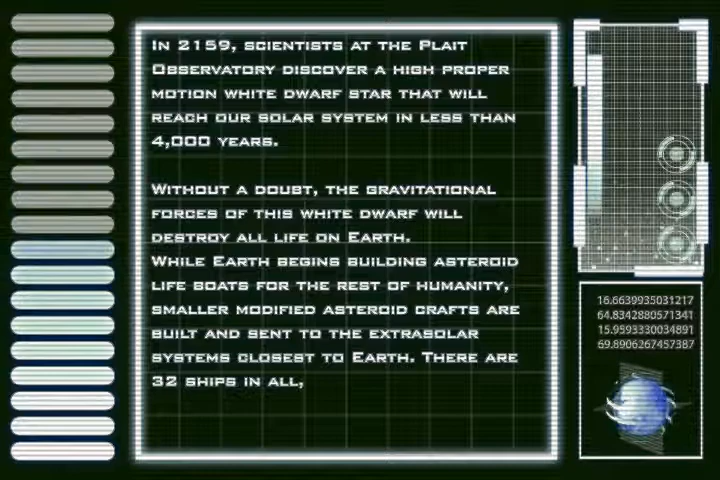 In 2159, scientists at the Plait
Observatory discover a high proper
motion white dwarf star that will
reach our solar system in less than
4,000 years.
Without a doubt, the gravitational
forces of this white dwarf will
destroy all life on Earth.
While Earth begins building asteroid
life boats for the rest of humanity,
smaller modified asteroid crafts are
built and sent to the extrasolar
systems closest to Earth. There are
32 ships in all,
16.6639935031217
64.8342880571341
15.9593330034891
69.8906267457387